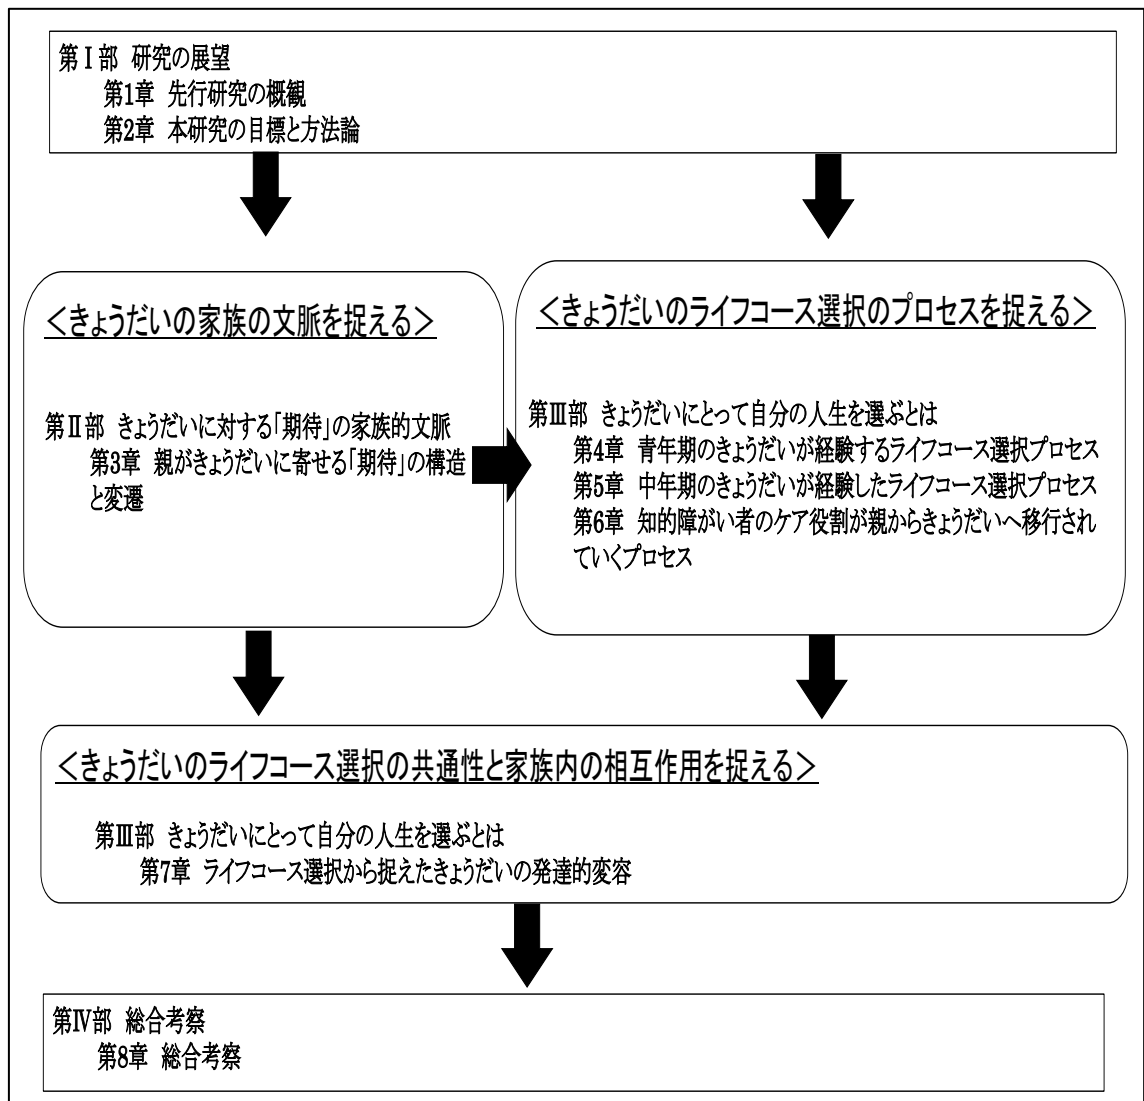 第Ⅰ部 研究の展望
第1章 先行研究の概観
第2章 本研究の目標と方法論
<きょうだいの家族の文脈を捉える>
第Ⅱ部 きょうだいに対する「期待」の家族的文脈
第3章 親がきょうだいに寄せる「期待」の構造
と変遷
<きょうだいのライフコース選択のプロセスを捉える>
第Ⅲ部 きょうだいにとって自分の人生を選ぶとは
第4章 青年期のきょうだいが経験するライフコース選択プロセス
第5章 中年期のきょうだいが経験したライフコース選択プロセス
第6章 知的障がい者のケア役割が親からきょうだいへ移行され
ていくプロセス
<きょうだいのライフコース選択の共通性と家族内の相互作用を捉える>
第Ⅲ部 きょうだいにとって自分の人生を選ぶとは
第7章 ライフコース選択から捉えたきょうだいの発達的変容
第Ⅳ部 総合考察
第8章 総合考察